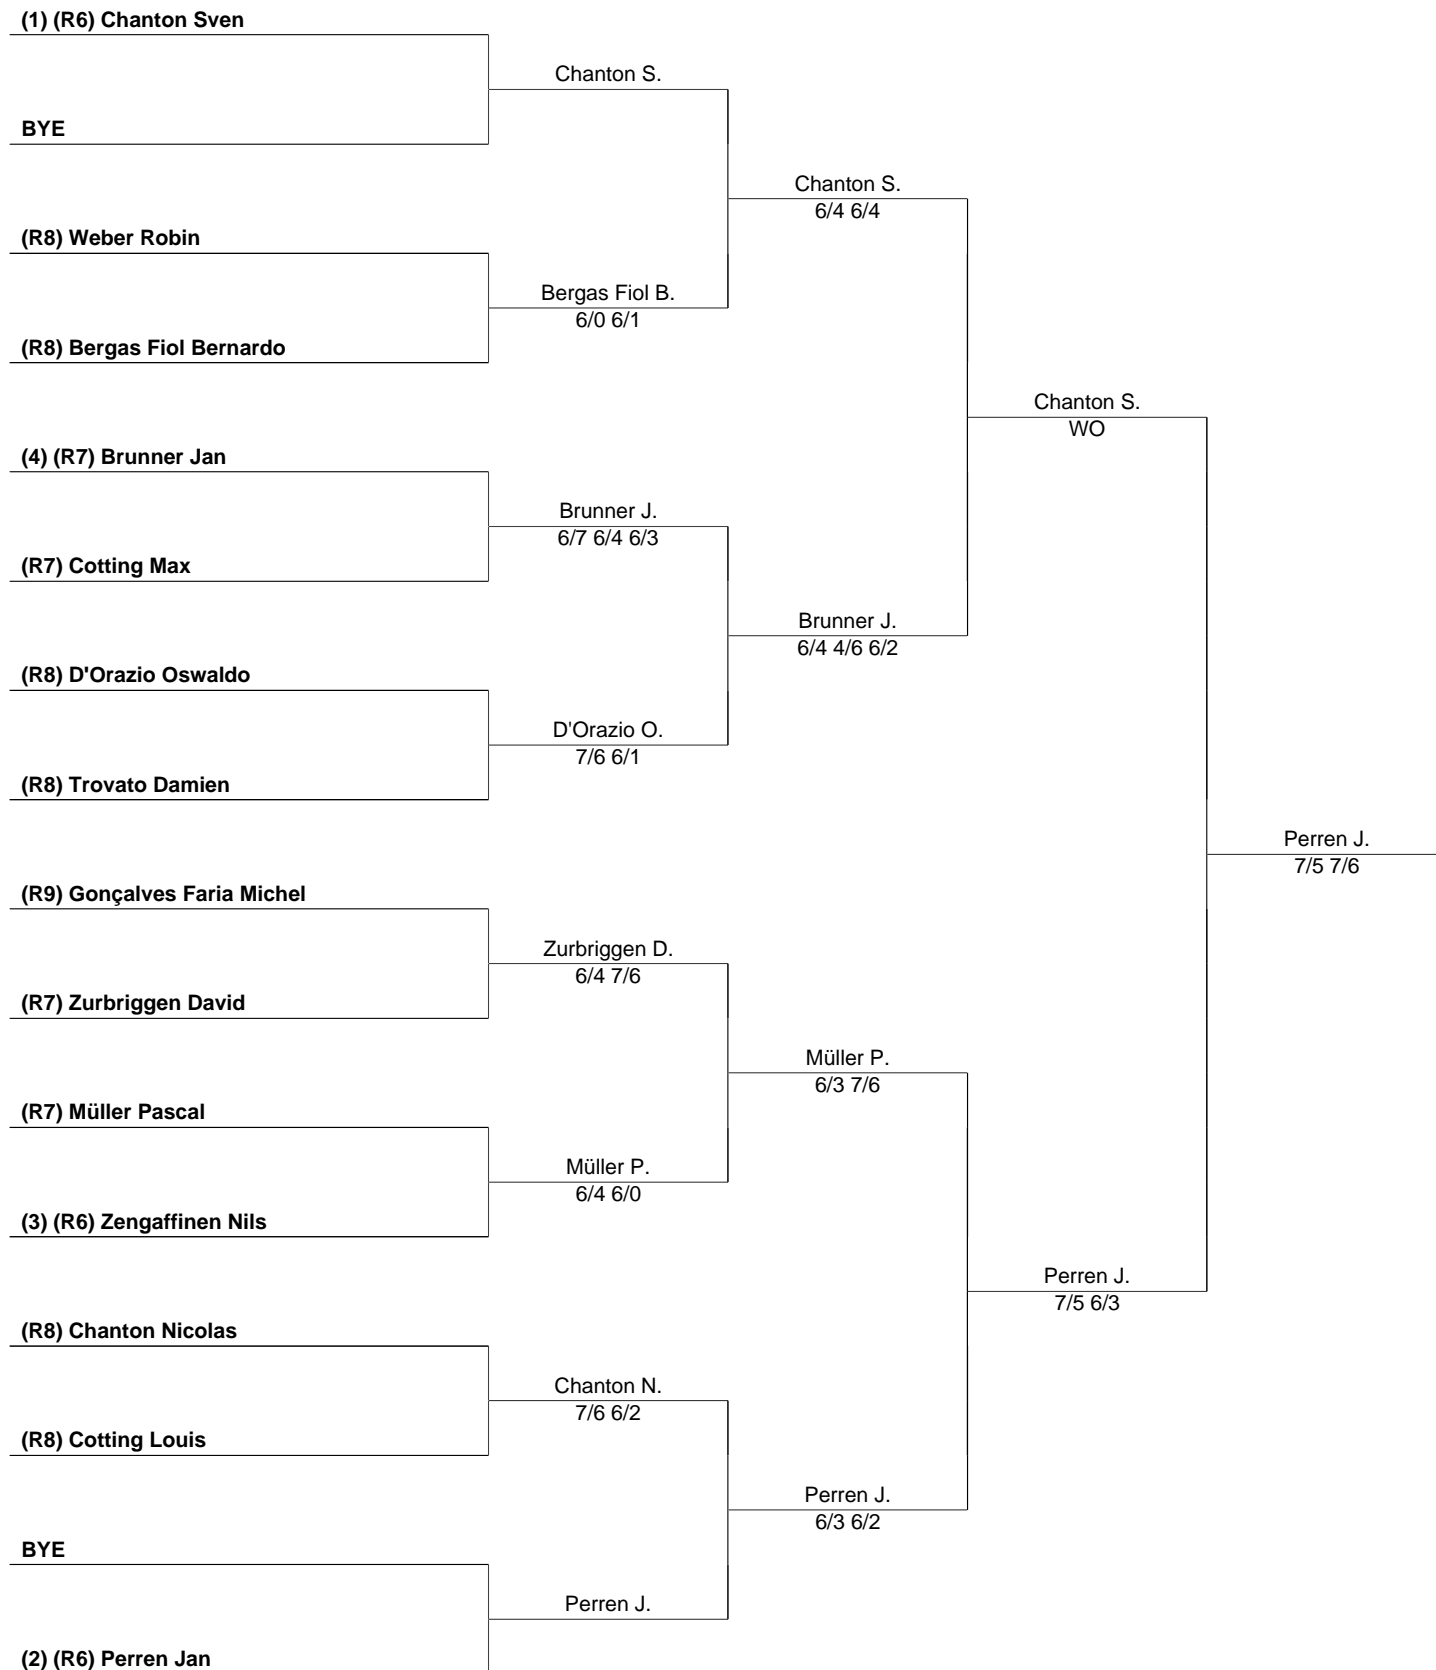 (1) (R6) Chanton Sven
Chanton S.
BYE
Chanton S.
6/4 6/4
(R8) Weber Robin
Bergas Fiol B.
6/0 6/1
(R8) Bergas Fiol Bernardo
Chanton S.
WO
(4) (R7) Brunner Jan
Brunner J.
6/7 6/4 6/3
(R7) Cotting Max
Brunner J.
6/4 4/6 6/2
(R8) D'Orazio Oswaldo
D'Orazio O.
7/6 6/1
(R8) Trovato Damien
Perren J.
7/5 7/6
(R9) Gonçalves Faria Michel
Zurbriggen D.
6/4 7/6
(R7) Zurbriggen David
Müller P.
6/3 7/6
(R7) Müller Pascal
Müller P.
6/4 6/0
(3) (R6) Zengaffinen Nils
Perren J.
7/5 6/3
(R8) Chanton Nicolas
Chanton N.
7/6 6/2
(R8) Cotting Louis
Perren J.
6/3 6/2
BYE
Perren J.
(2) (R6) Perren Jan